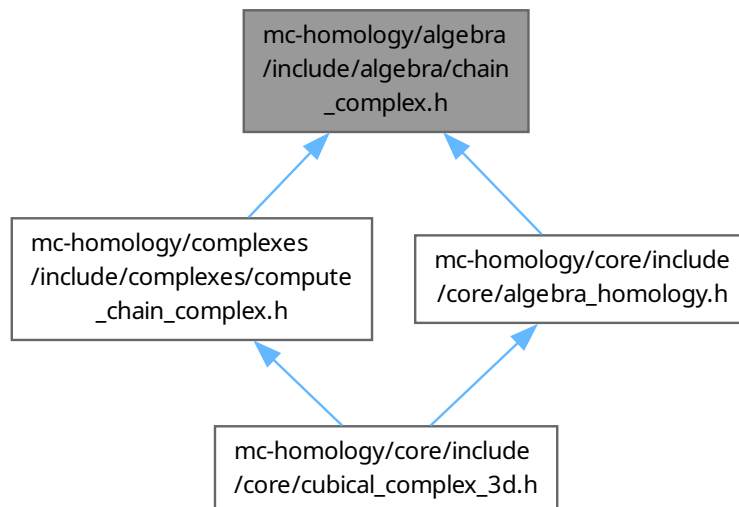 mc-homology/algebra
/include/algebra/chain
_complex.h
mc-homology/complexes
/include/complexes/compute
_chain_complex.h
mc-homology/core/include
/core/algebra_homology.h
mc-homology/core/include
/core/cubical_complex_3d.h